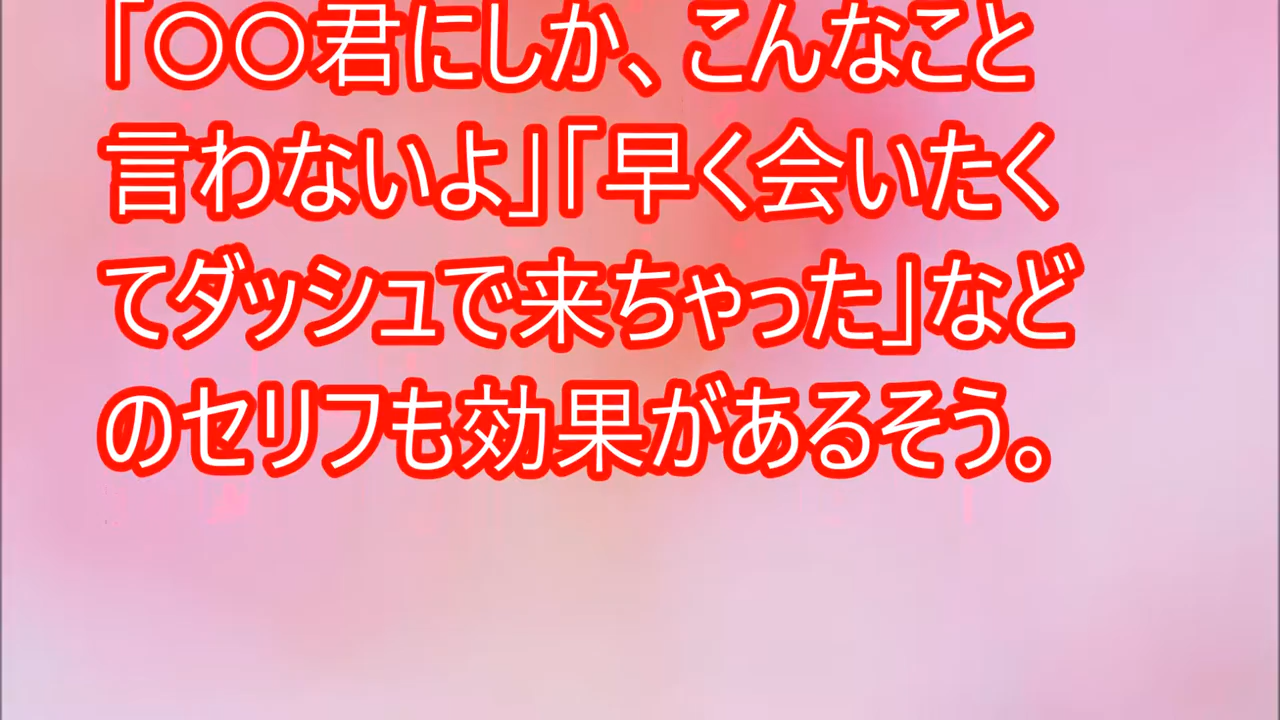 「〇〇君にしか、こんなこと
言わないよ」「早く会いたく
てダッシュで来ちゃった」など
のセリフも効果があるそう。